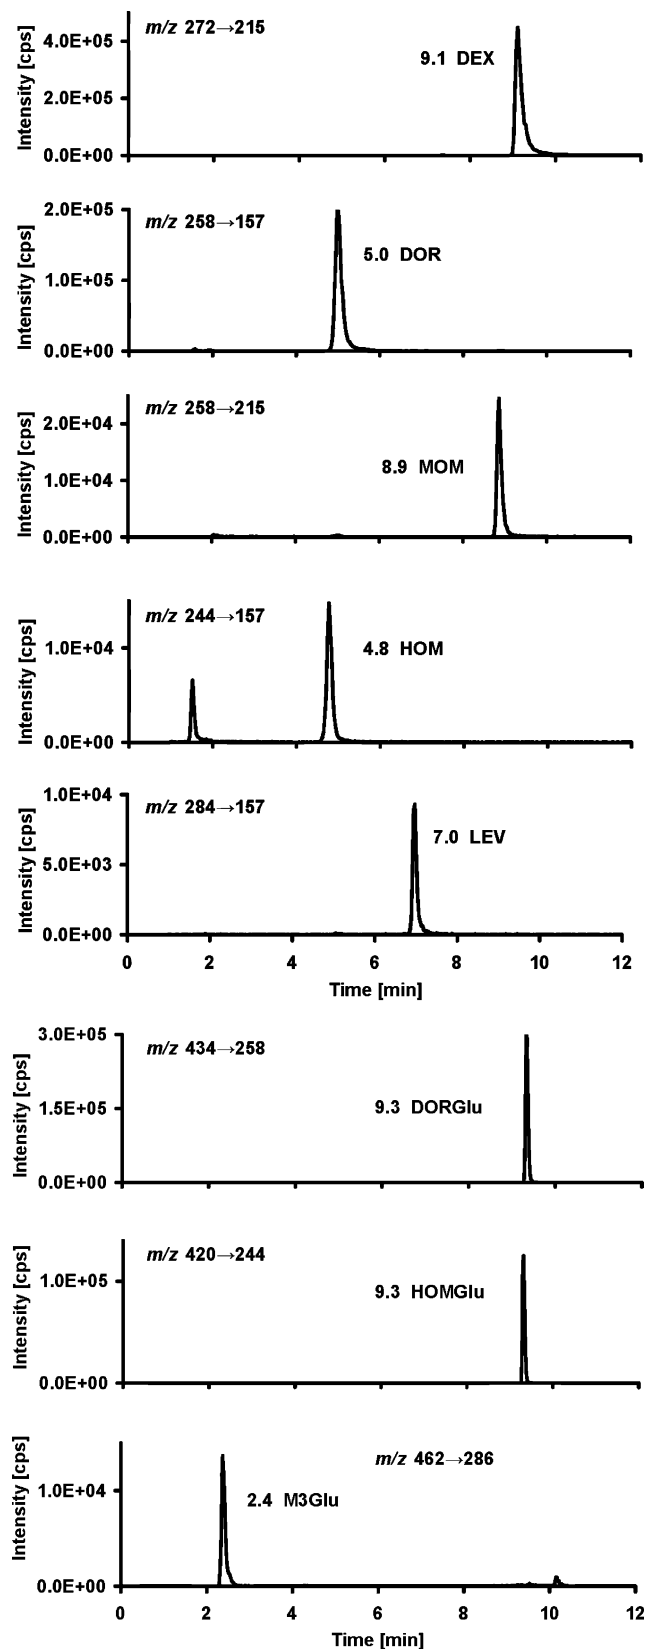 Intensity [cps]
4.0E+05
2.0E+05
0.0E+00
m/z 272→215
9.1 DEX
Intensity [cps]
2.0E+05
1.0E+05
0.0E+00
m/z 258→157
5.0 DOR
Intensity [cps]
2.0E+04
1.0E+04
0.0E+00
m/z 258→215
8.9 MOM
Intensity [cps]
1.0E+04
0.0E+00
m/z 244→157
4.8 HOM
Intensity [cps]
1.0E+04
5.0E+03
0.0E+00
m/z 284→157
7.0 LEV
0 2 4 6 8 10 12
Time [min]
Intensity [cps]
3.0E+05
1.5E+05
0.0E+00
m/z 434→258
9.3 DORGlu
Intensity [cps]
1.0E+05
0.0E+00
m/z 420→244
9.3 HOMGlu
Intensity [cps]
1.0E+04
0.0E+00
m/z 462→286
2.4 M3Glu
0 2 4 6 8 10 12
Time [min]